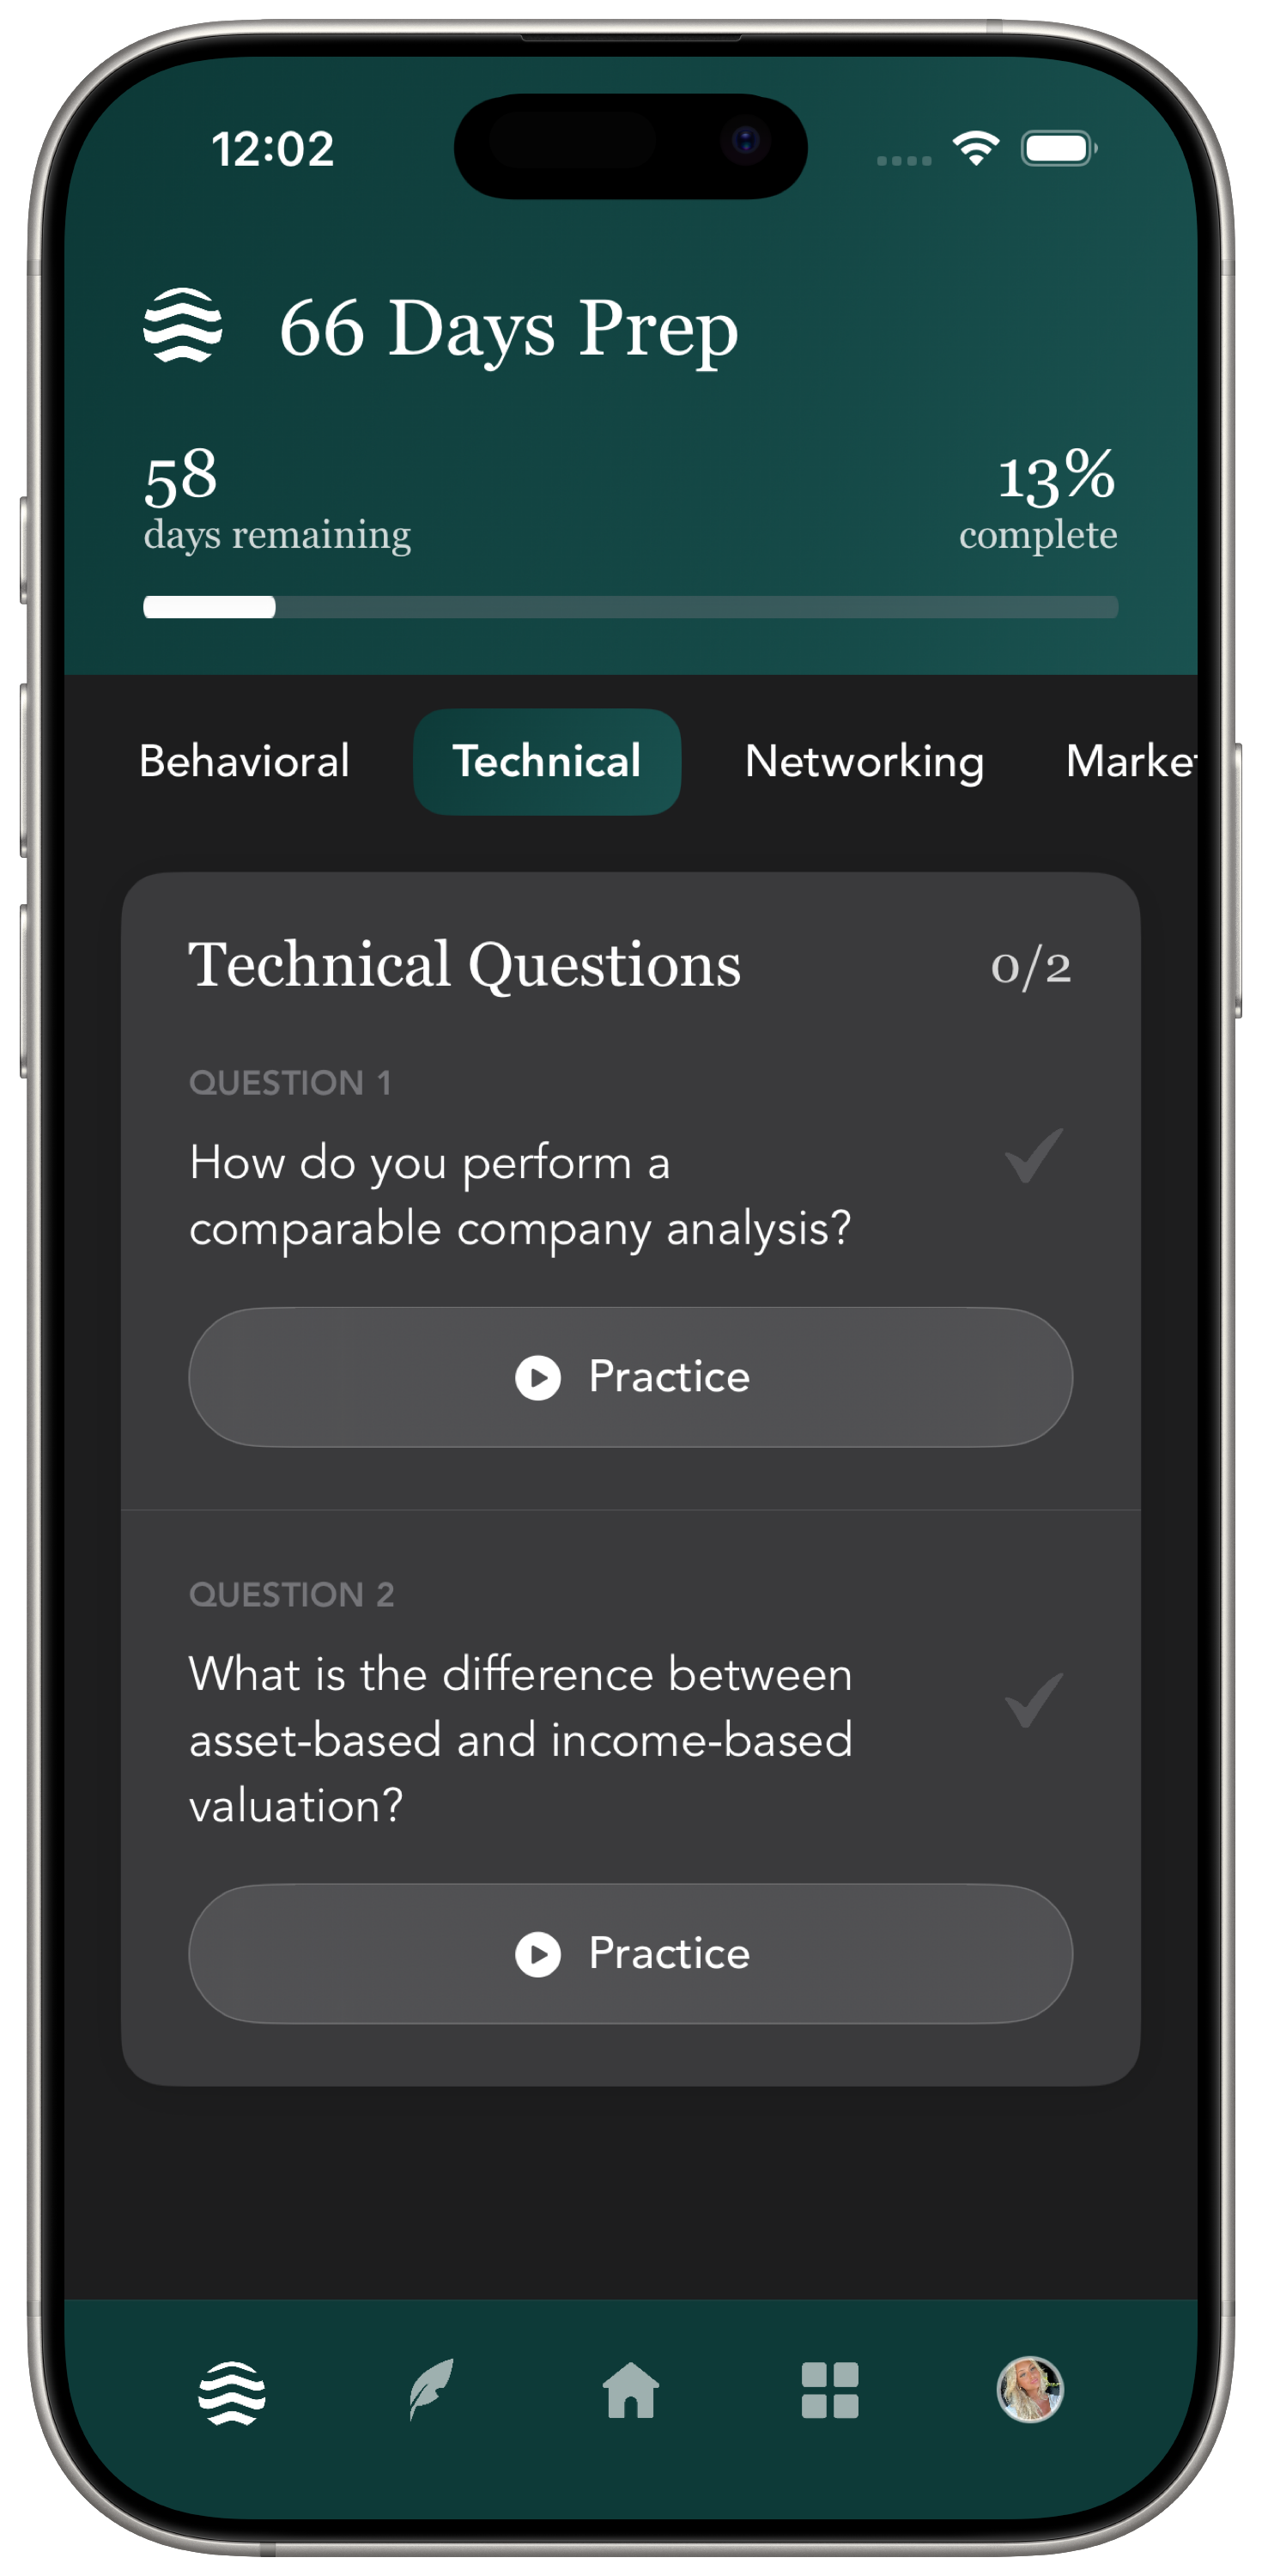 12:02
66 Days Prep
58
13%
days remaining
complete
Behavioral Technical Networking Market
Technical Questions 0/2
QUESTION 1
How do you perform a
comparable company analysis?
Practice
QUESTION 2
What is the difference between
asset-based and income-based
valuation?
Practice